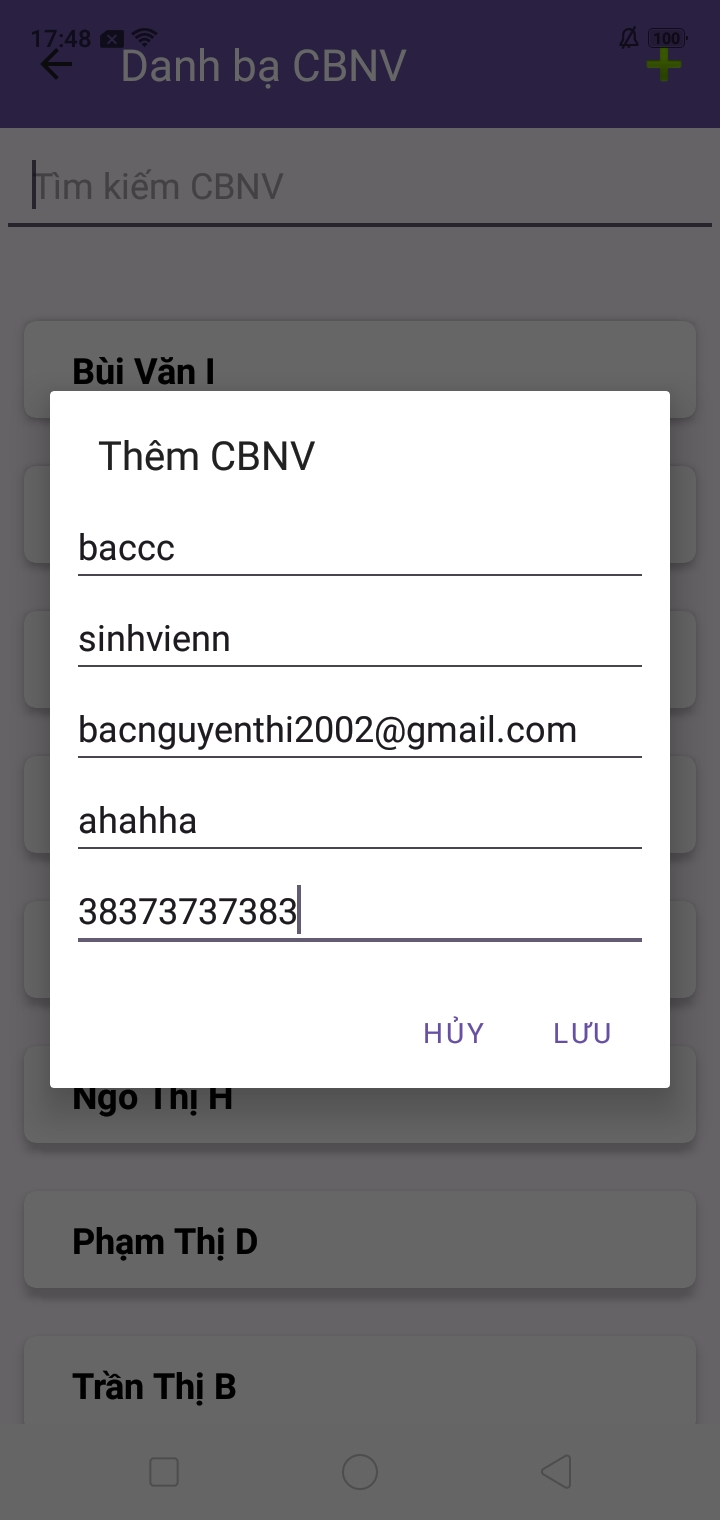 17:48
100
Danh bạ CBNV
Tìm kiếm CBNV
Bùi Văn I
Thêm CBNV
baccc
sinhvienn
bacnguyenthi2002@gmail.com
ahahha
38373737383
HỦY LƯU
Ngô Thị H
Phạm Thị D
Trần Thị B